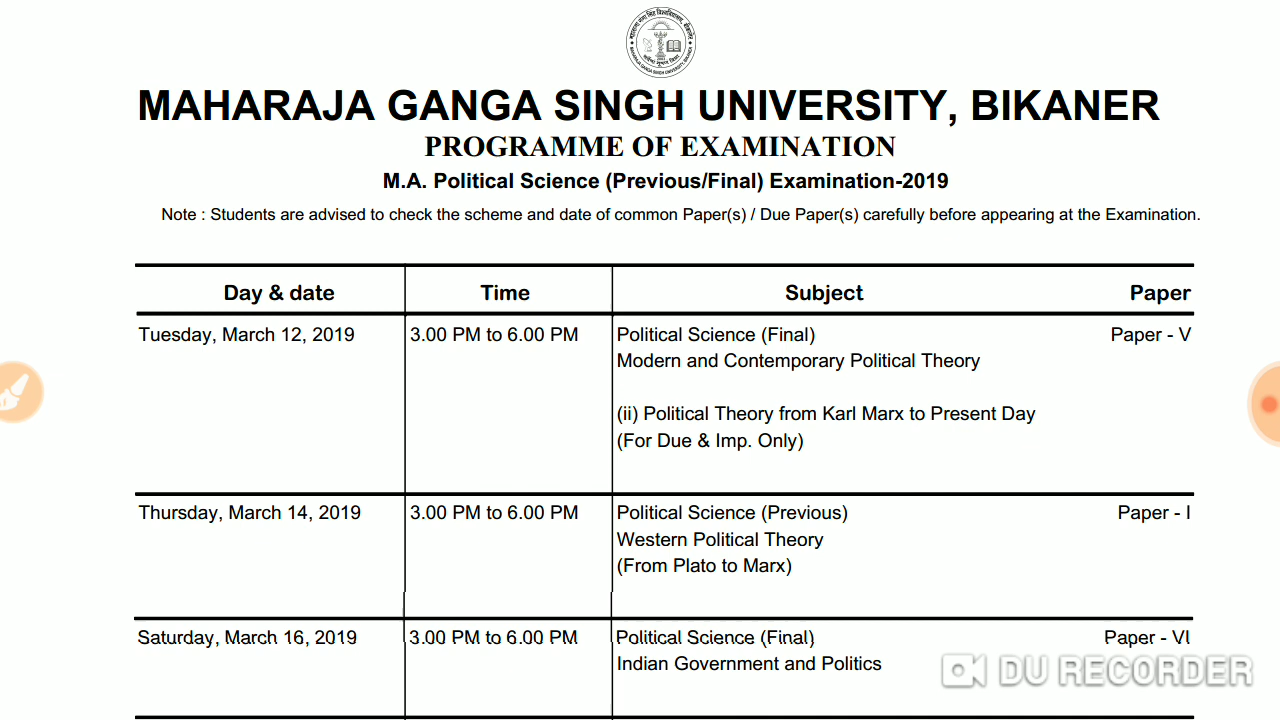 MAHARAJA GANGA SINGH UNIVERSITY, BIKANER
PROGRAMME OF EXAMINATION
M.A. Political Science (Previous/Final) Examination-2019
Note : Students are advised to check the scheme and date of common Paper(s) / Due Paper(s) carefully before appearing at the Examination.
Day & date Time Subject Paper
Tuesday, March 12, 2019 3.00 PM to 6.00 PM Political Science (Final) Paper - V
Modern and Contemporary Political Theory
(ii) Political Theory from Karl Marx to Present Day
(For Due & Imp. Only)
Thursday, March 14, 2019 3.00 PM to 6.00 PM Political Science (Previous) Paper - I
Western Political Theory
(From Plato to Marx)
Saturday, March 16, 2019 3.00 PM to 6.00 PM Political Science (Final) Paper - VI
Indian Government and Politics
DU RECORDER